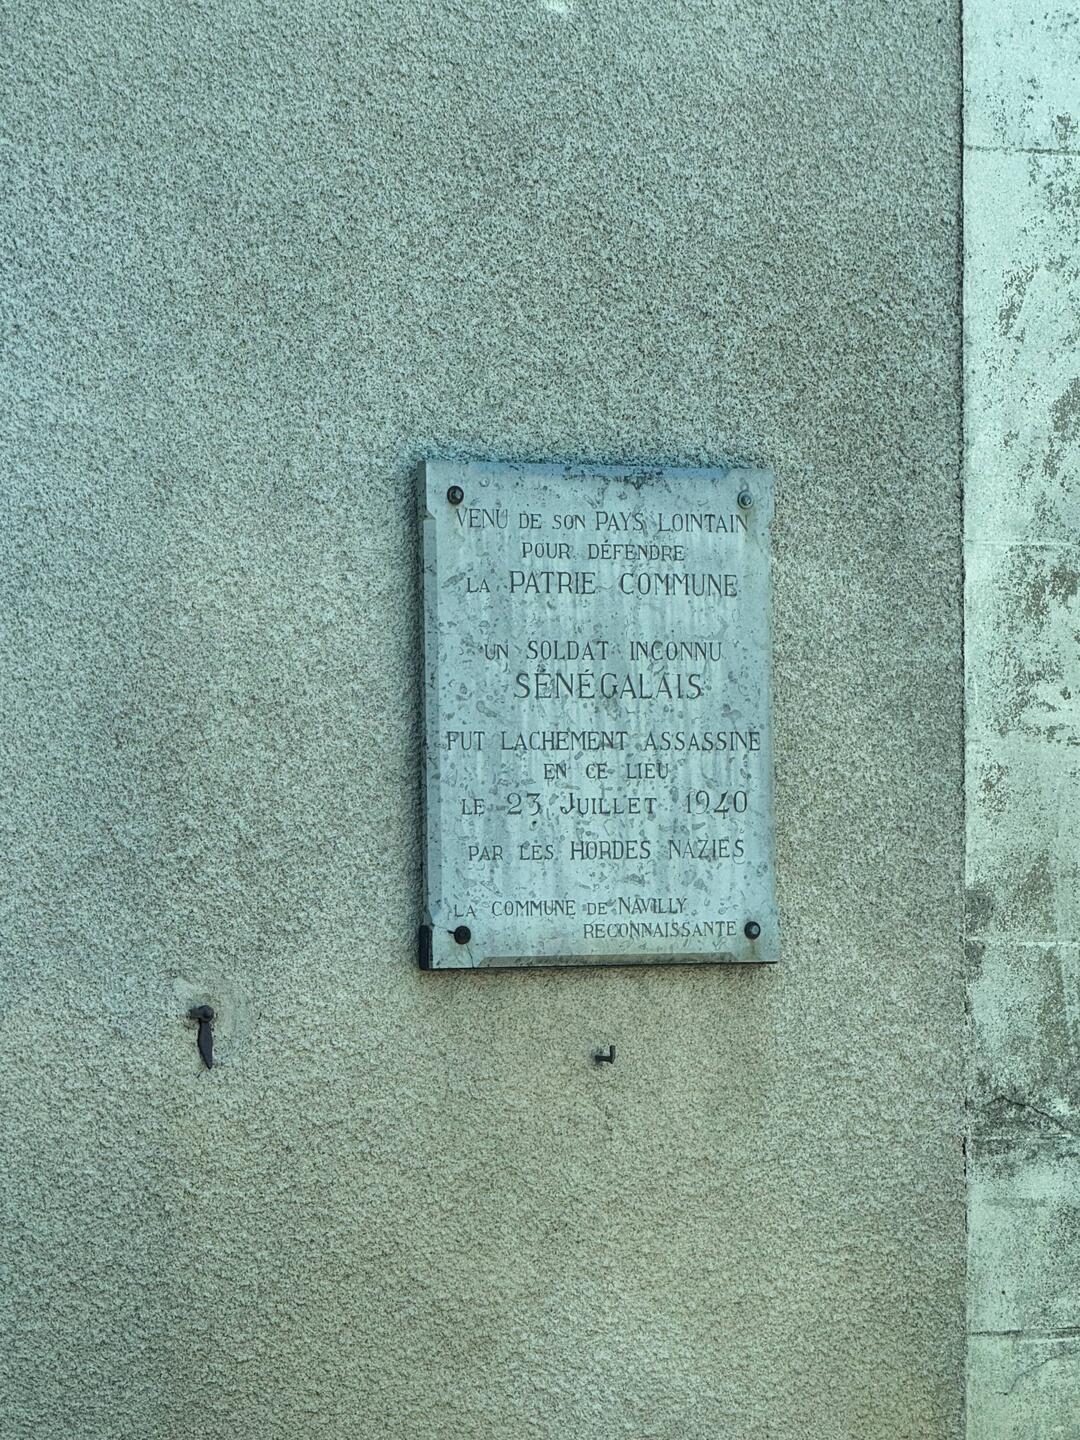 VENU DE SON PAYS LOINTAIN
POUR DÉFENDRE
LA PATRIE COMMUNE
UN SOLDAT INCONNU
SÉNÉGALAIS
FUT LACHEMENT ASSASSINE
EN CE LIEU
LE 23 JUILLET 1940
PAR LES HORDES NAZIES
LA COMMUNE DE NAVILLY
RECONNAISSANTE